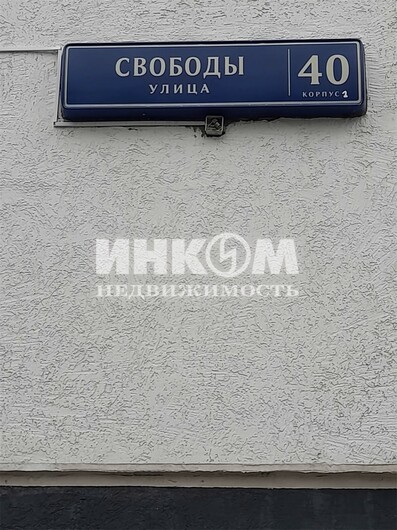 СВОБОДЫ
УЛИЦА
40
КОРПУС 1
ИНКОМ
НЕДВИЖИМОСТЬ